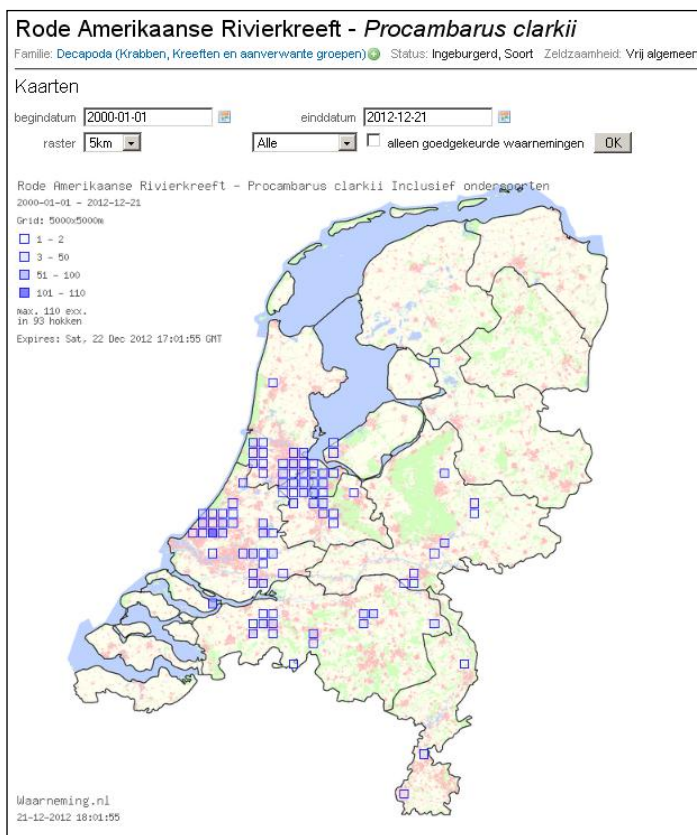 Rode Amerikaanse Rivierkreeft - Procambarus clarkii
Familie: Decapoda (Krabben, Kreeften en aanverwante groepen) Status: Ingeburgerd, Soort Zeldzaamheid: Vrij algemeen
Kaarten
begindatum 2000-01-01 einddatum 2012-12-21
raster 5km Alle alleen goedgekeurde waarnemingen OK
Rode Amerikaanse Rivierkreeft - Procambarus clarkii Inclusief ondersoorten
2000-01-01 - 2012-12-21
Grid: 5000x5000m
1 - 2
3 - 50
51 - 100
101 - 110
max. 110 exx.
in 93 hokken
Expires: Sat, 22 Dec 2012 17:01:55 GMT
Waarneming.nl
21-12-2012 18:01:55